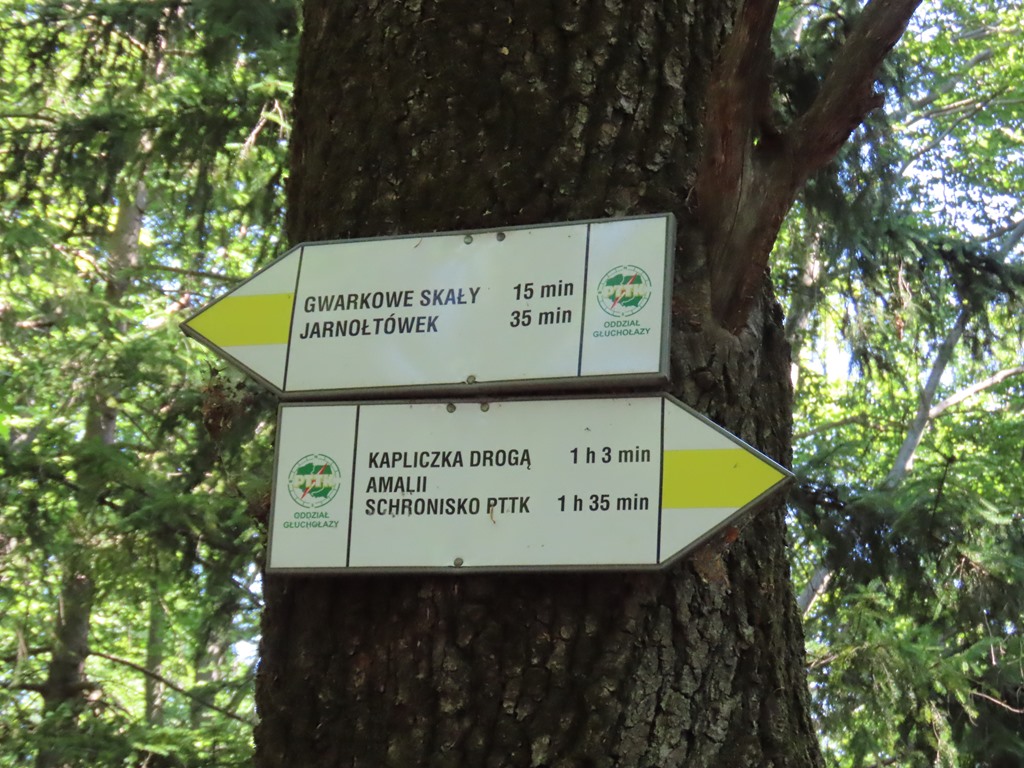 GWARKOWE SKAŁY 15 min
JARNOŁTÓWEK 35 min
PTTK
ODDZIAŁ
GŁUCHOŁAZY
KAPLICZKA DROGĄ 1 h 3 min
AMALII
SCHRONISKO PTTK 1 h 35 min
PTTK
ODDZIAŁ
GŁUCHOŁAZY